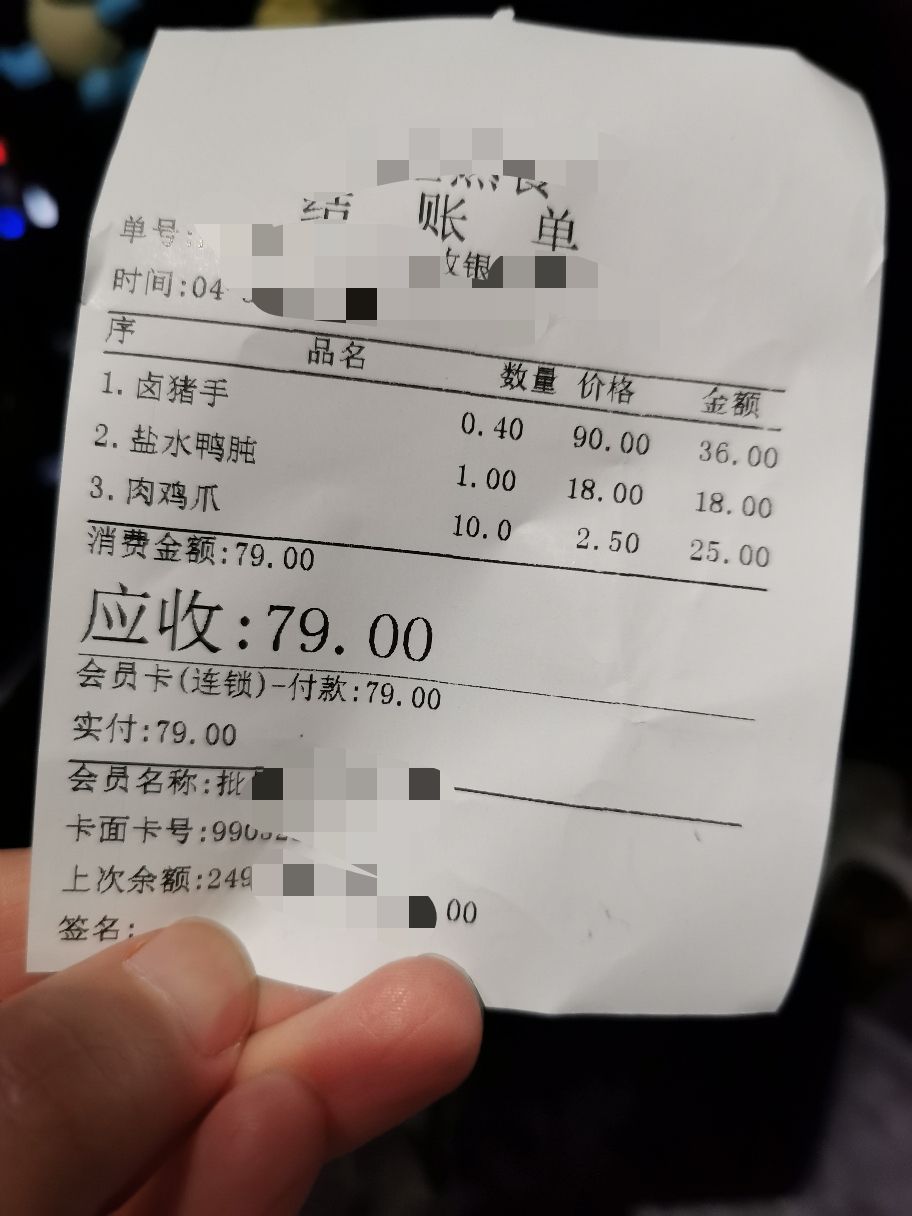 结 账 单
单号:
收银
时间:04
序 品名 数量 价格 金额
1.卤猪手 0.40 90.00 36.00
2.盐水鸭肫 1.00 18.00 18.00
3.肉鸡爪 10.0 2.50 25.00
消费金额:79.00
应收:79.00
会员卡(连锁)-付款:79.00
实付:79.00
会员名称:批
卡面卡号:990
上次余额:249
00
签名: